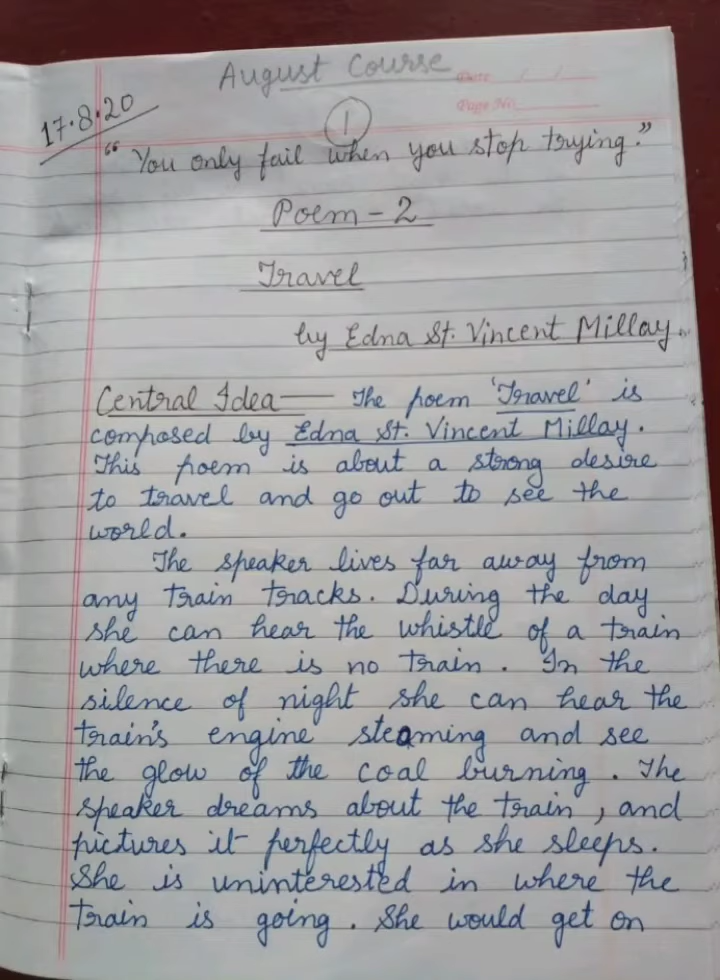 August Course
Date / /
Page No.
17.8.20
1
"You only fail when you stop trying."
Poem - 2
Travel
by Edna St. Vincent Millay.
Central Idea — The poem 'Travel' is
composed by Edna St. Vincent Millay.
This poem is about a strong desire
to travel and go out to see the
world.
The speaker lives far away from
any train tracks. During the day
she can hear the whistle of a train
where there is no train. In the
silence of night she can hear the
train's engine steaming and see
the glow of the coal burning. The
speaker dreams about the train, and
pictures it perfectly as she sleeps.
She is uninterested in where the
train is going. She would get on